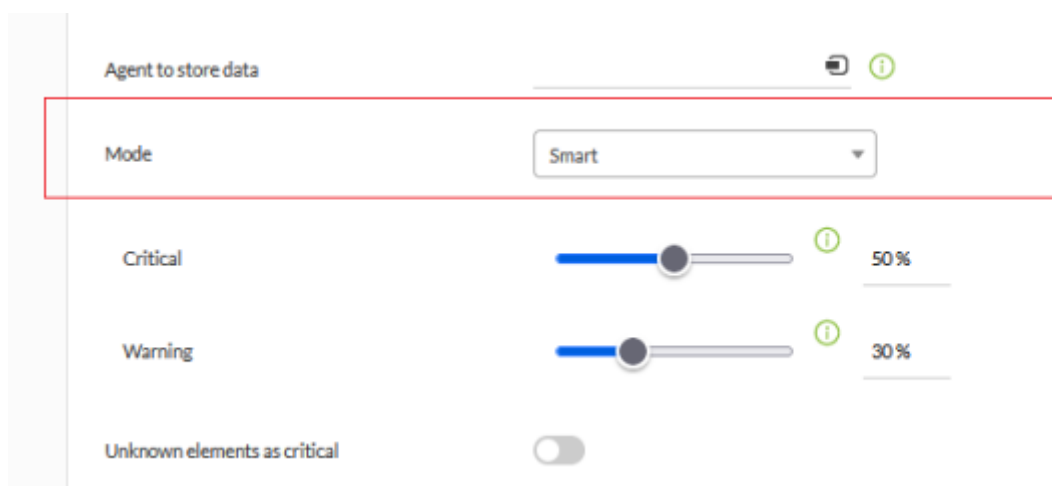 Agent to store data
Mode
Smart
Critical
50 %
Warning
30 %
Unknown elements as critical